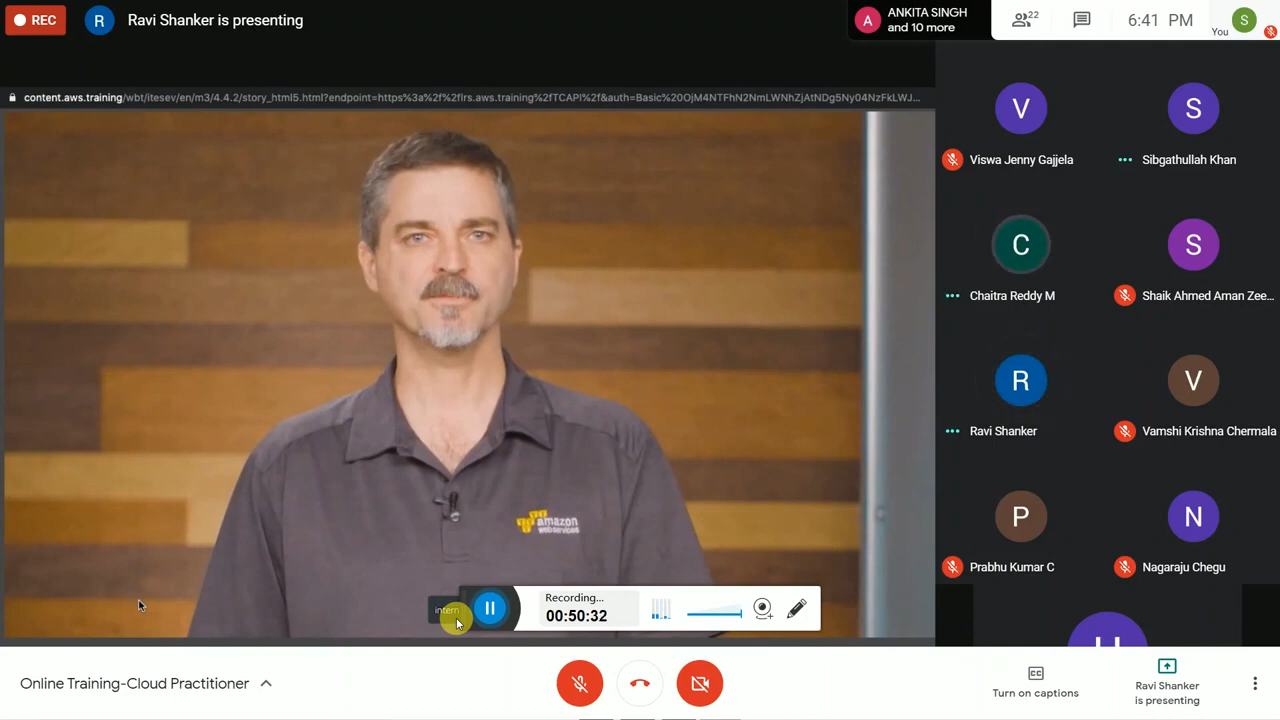 REC
R
Ravi Shanker is presenting
A
ANKITA SINGH
and 10 more
22
6:41 PM
You
S
content.aws.training/wbt/itesev/en/m3/4.4.2/story_html5.html?endpoint=https%3a%2f%2flrs.aws.training%2fTCAPI%2f&auth=Basic%20OjM4NTFhN2NmLWNhZjAtNDg5Ny04NzFkLWJ...
V
Viswa Jenny Gajjela
S
Sibgathullah Khan
C
Chaitra Reddy M
S
Shaik Ahmed Aman Zee...
R
Ravi Shanker
V
Vamshi Krishna Chermala
P
Prabhu Kumar C
N
Nagaraju Chegu
amazon
webservices
intern
Recording...
00:50:32
Online Training-Cloud Practitioner
CC
Turn on captions
Ravi Shanker
is presenting